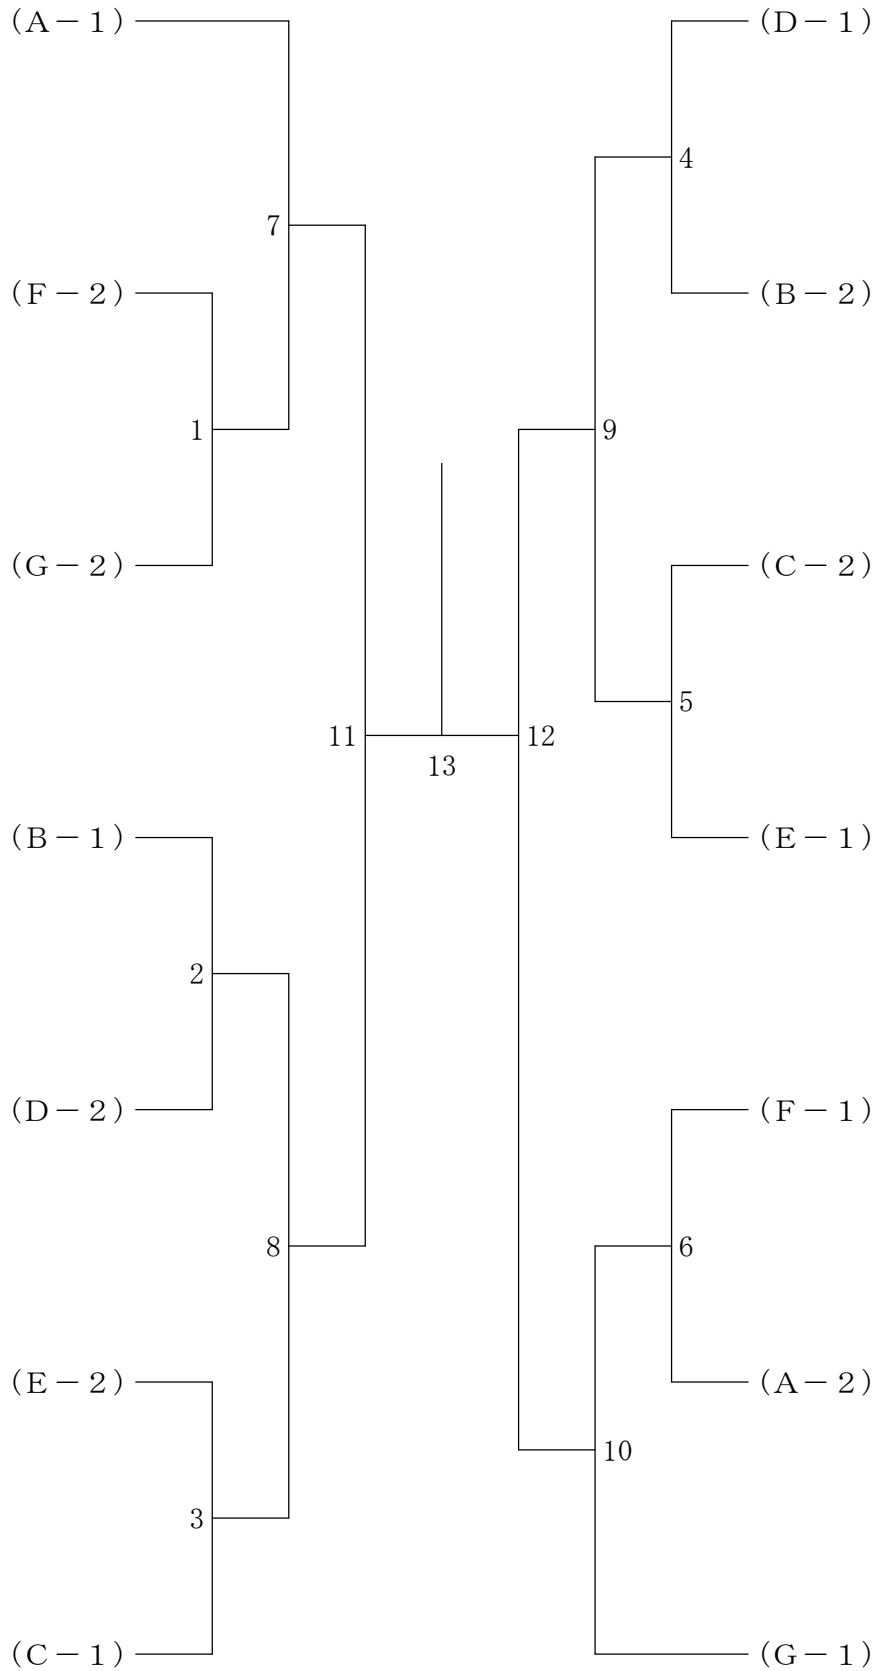 (A－1)
(D－1)
4
7
(F－2)
(B－2)
1
9
(G－2)
(C－2)
5
11
12
13
(B－1)
(E－1)
2
(D－2)
(F－1)
8
6
(E－2)
(A－2)
10
3
(C－1)
(G－1)